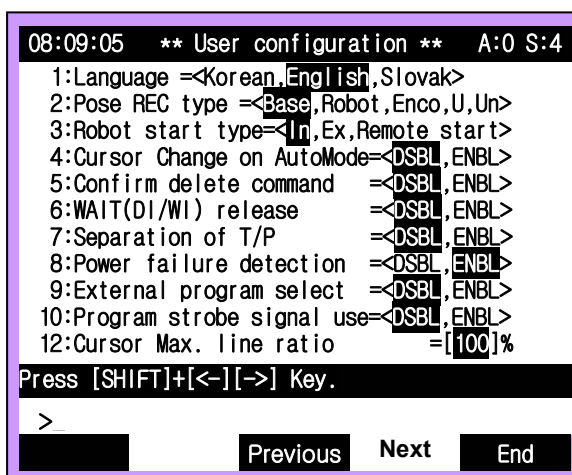 08:09:05 ** User configuration ** A:0 S:4
1:Language =<Korean,English,Slovak>
2:Pose REC type =<Base,Robot,Enco,U,Un>
3:Robot start type=<In,Ex,Remote start>
4:Cursor Change on AutoMode=<DSBL,ENBL>
5:Confirm delete command =<DSBL,ENBL>
6:WAIT(DI/WI) release =<DSBL,ENBL>
7:Separation of T/P =<DSBL,ENBL>
8:Power failure detection =<DSBL,ENBL>
9:External program select =<DSBL,ENBL>
10:Program strobe signal use=<DSBL,ENBL>
12:Cursor Max. line ratio =[100]%
Press [SHIFT]+[<-][->] Key.
>_
Previous Next End